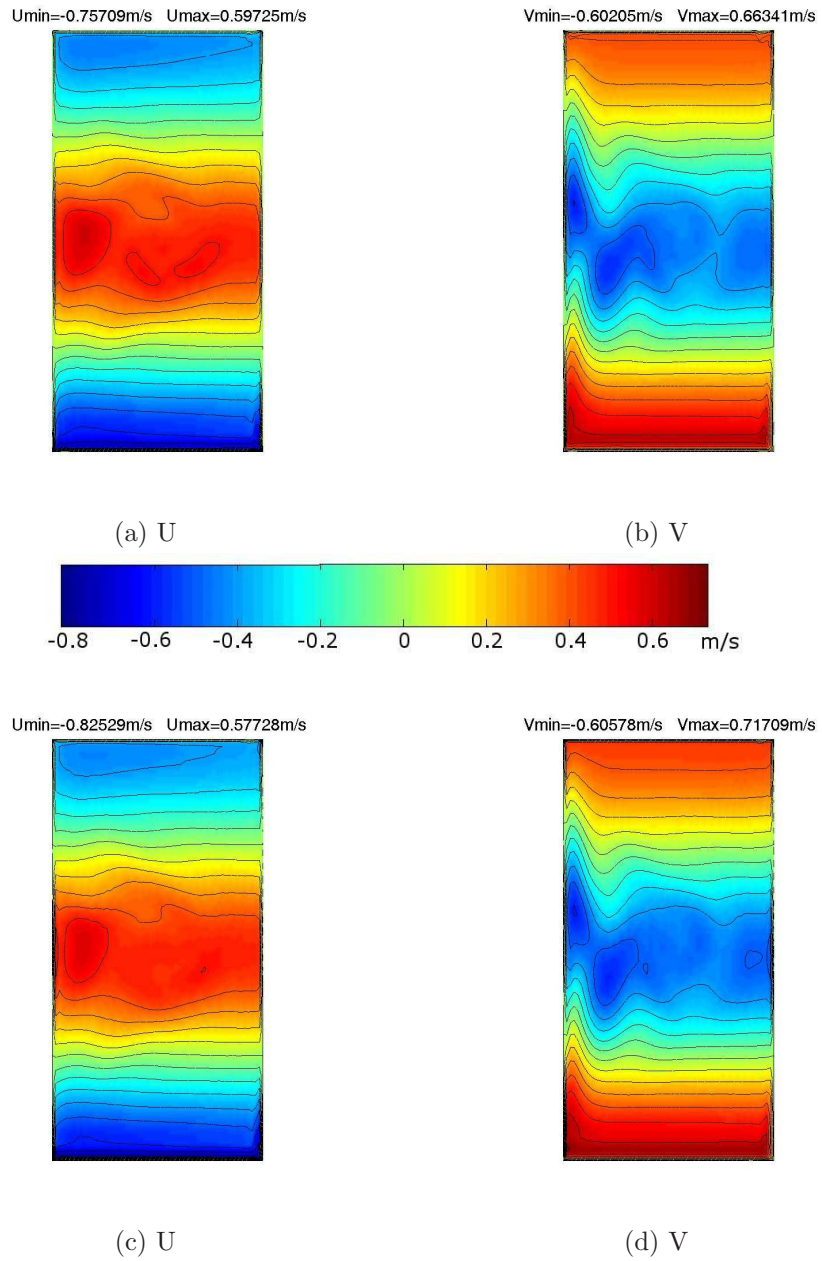 Umin=-0.75709m/s Umax=0.59725m/s
Vmin=-0.60205m/s Vmax=0.66341m/s
(a) U
(b) V
-0.8 -0.6 -0.4 -0.2 0 0.2 0.4 0.6 m/s
Umin=-0.82529m/s Umax=0.57728m/s
Vmin=-0.60578m/s Vmax=0.71709m/s
(c) U
(d) V